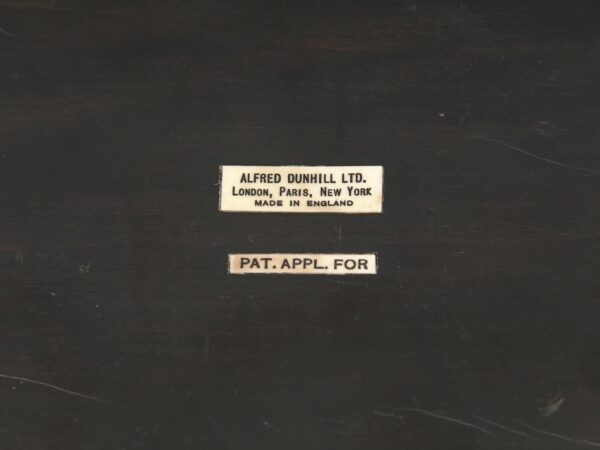 ALFRED DUNHILL LTD.
LONDON, PARIS, NEW YORK
MADE IN ENGLAND
PAT. APPL. FOR